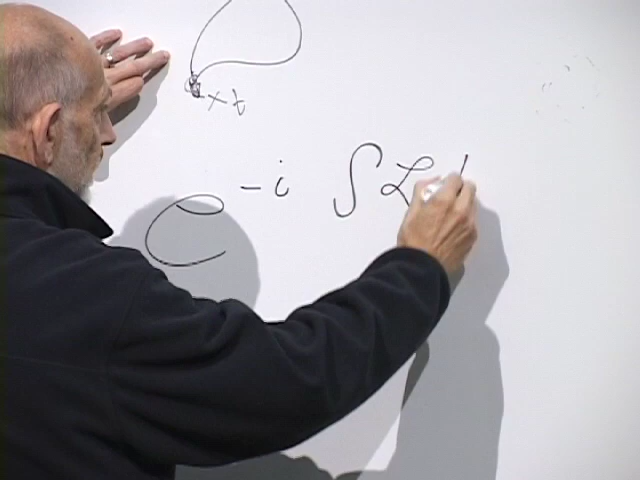 x t
e^{-i ∫ ℒ